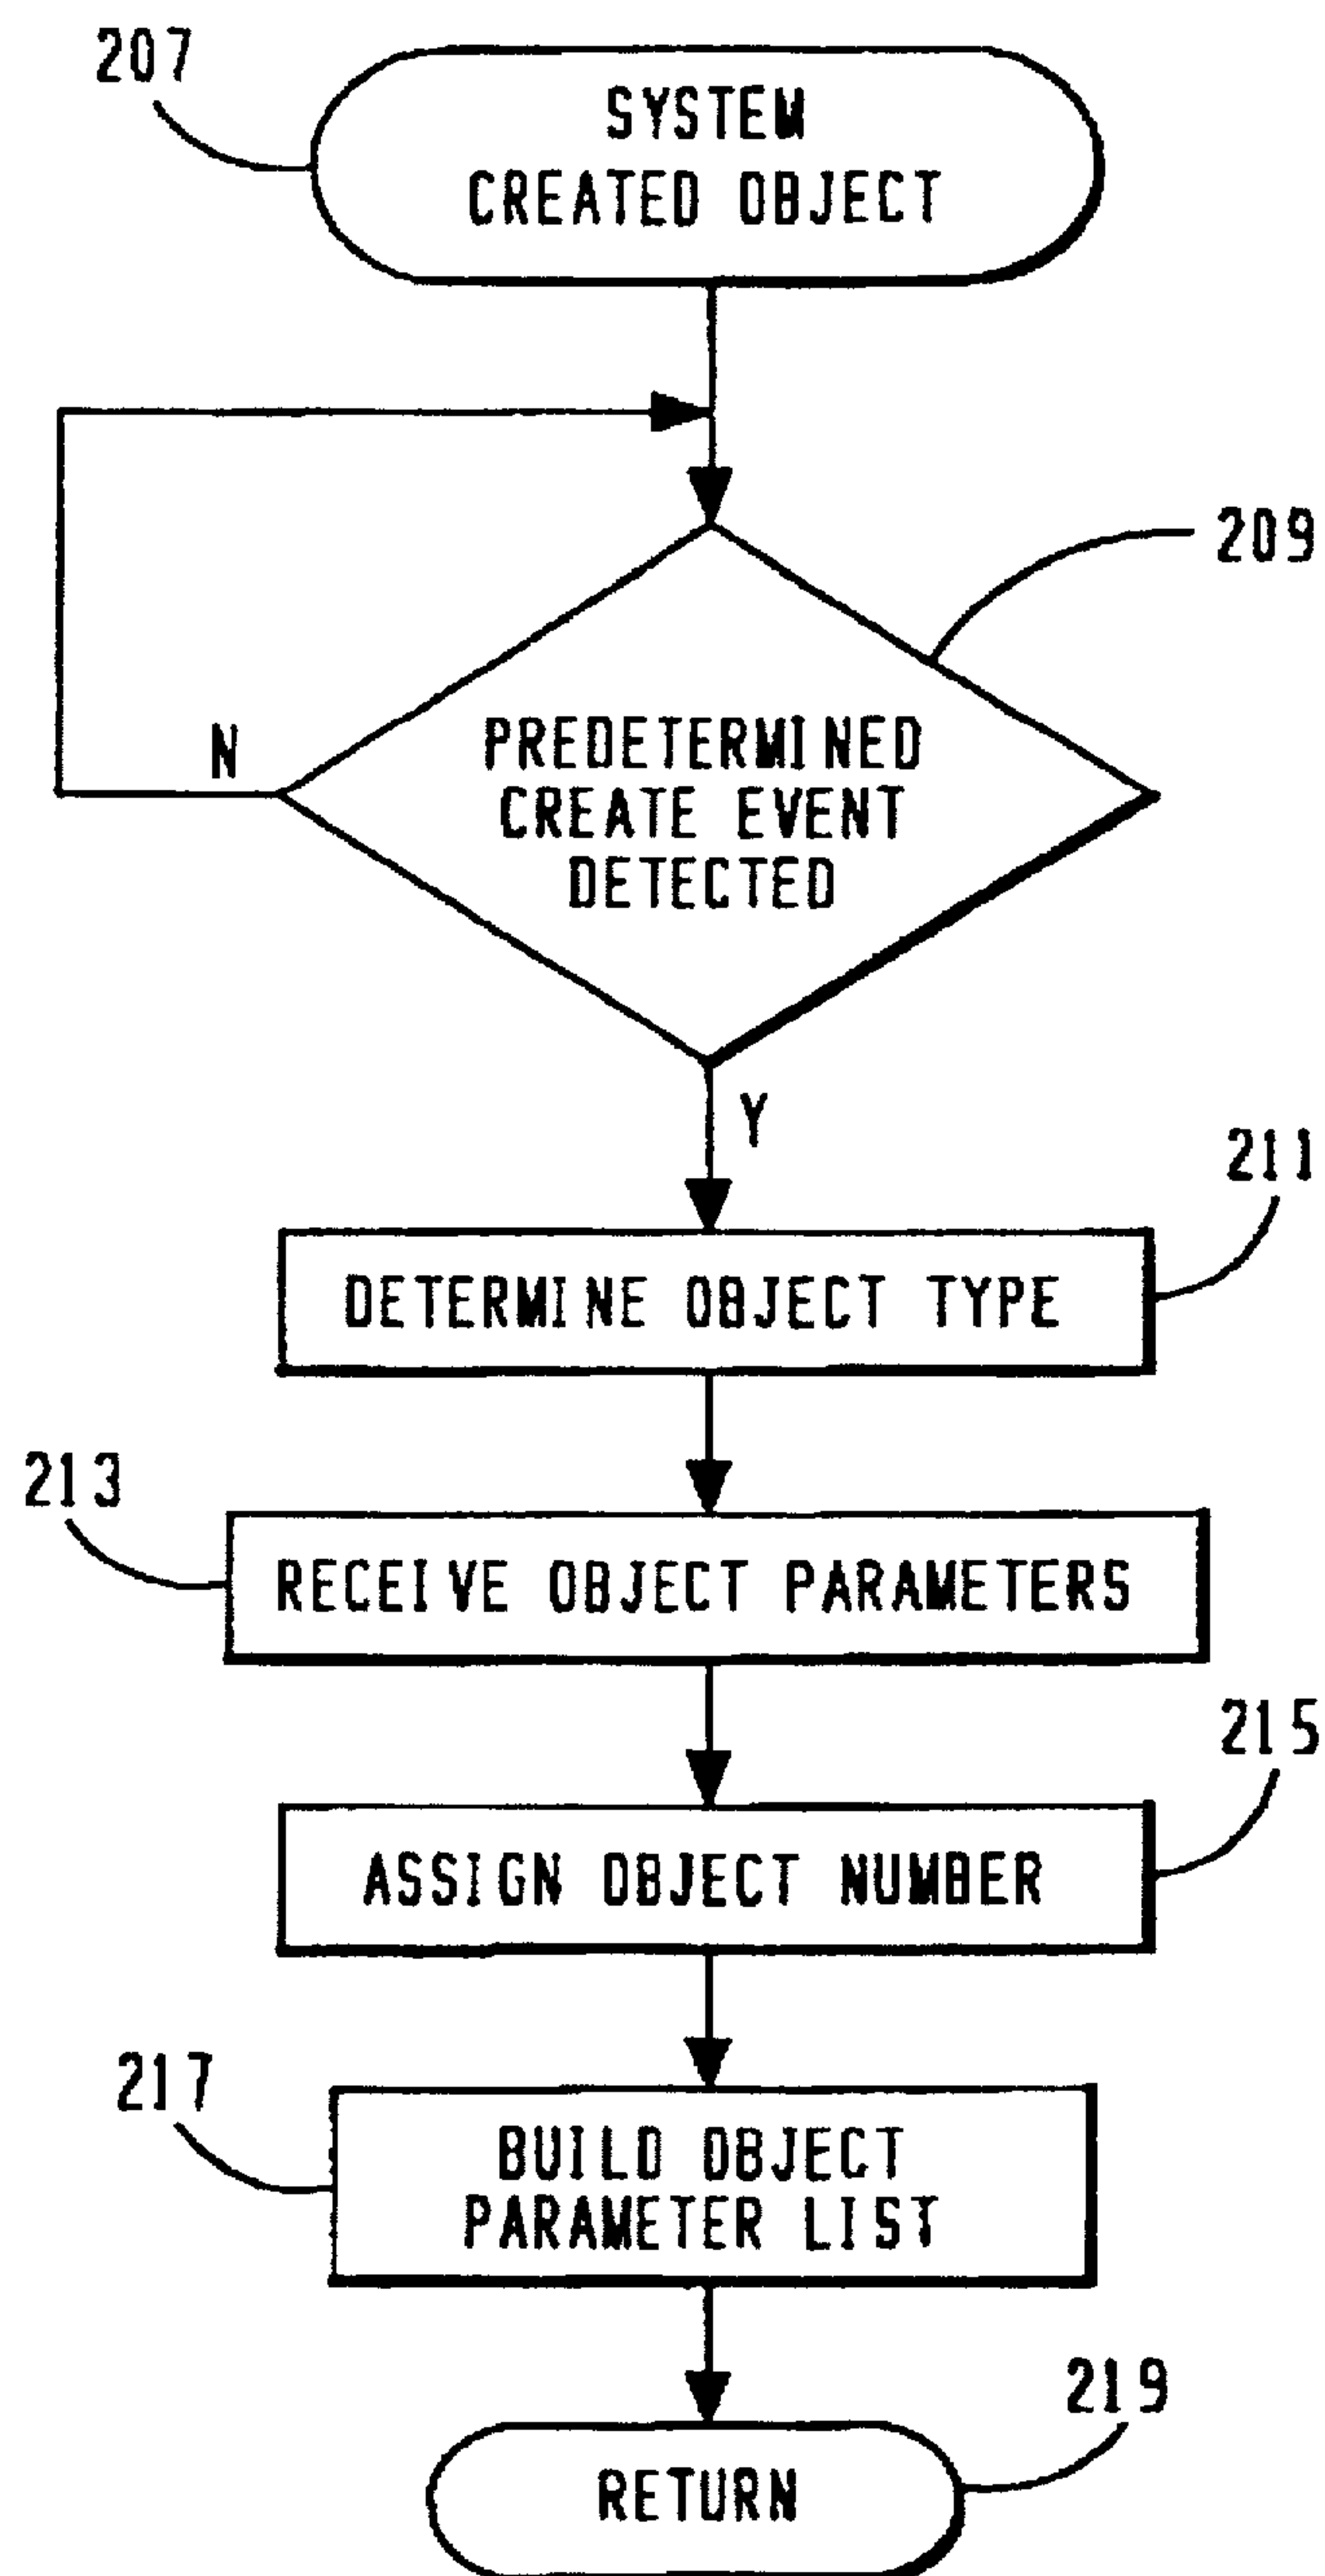 207
SYSTEM
CREATED OBJECT
209
N
PREDETERMINED
CREATE EVENT
DETECTED
Y
211
DETERMINE OBJECT TYPE
213
RECEIVE OBJECT PARAMETERS
215
ASSIGN OBJECT NUMBER
217
BUILD OBJECT
PARAMETER LIST
219
RETURN